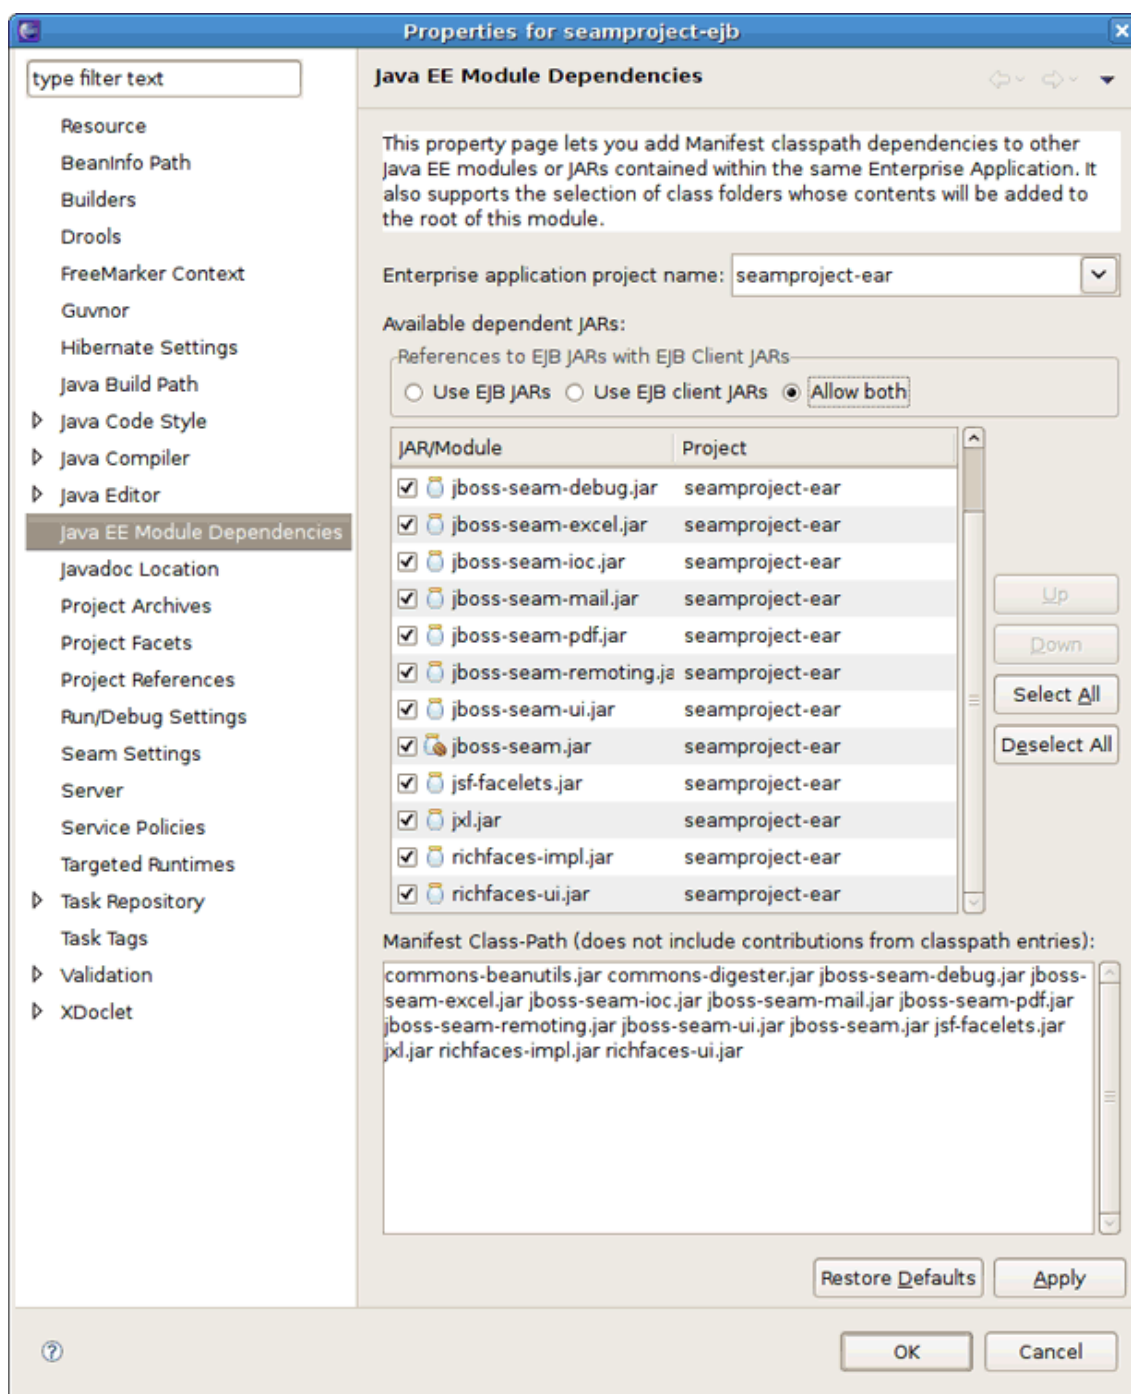 Properties for seamproject-ejb
type filter text
Resource
BeanInfo Path
Builders
Drools
FreeMarker Context
Guvnor
Hibernate Settings
Java Build Path
Java Code Style
Java Compiler
Java Editor
Java EE Module Dependencies
Javadoc Location
Project Archives
Project Facets
Project References
Run/Debug Settings
Seam Settings
Server
Service Policies
Targeted Runtimes
Task Repository
Task Tags
Validation
XDoclet
Java EE Module Dependencies
This property page lets you add Manifest classpath dependencies to other
Java EE modules or JARs contained within the same Enterprise Application. It
also supports the selection of class folders whose contents will be added to
the root of this module.
Enterprise application project name: seamproject-ear
Available dependent JARs:
References to EJB JARs with EJB Client JARs
Use EJB JARs Use EJB client JARs Allow both
JAR/Module Project
jboss-seam-debug.jar seamproject-ear
jboss-seam-excel.jar seamproject-ear
jboss-seam-ioc.jar seamproject-ear
jboss-seam-mail.jar seamproject-ear
jboss-seam-pdf.jar seamproject-ear
jboss-seam-remoting.ja seamproject-ear
jboss-seam-ui.jar seamproject-ear
jboss-seam.jar seamproject-ear
jsf-facelets.jar seamproject-ear
jxl.jar seamproject-ear
richfaces-impl.jar seamproject-ear
richfaces-ui.jar seamproject-ear
Up
Down
Select All
Deselect All
Manifest Class-Path (does not include contributions from classpath entries):
commons-beanutils.jar commons-digester.jar jboss-seam-debug.jar jboss-
seam-excel.jar jboss-seam-ioc.jar jboss-seam-mail.jar jboss-seam-pdf.jar
jboss-seam-remoting.jar jboss-seam-ui.jar jboss-seam.jar jsf-facelets.jar
jxl.jar richfaces-impl.jar richfaces-ui.jar
Restore Defaults Apply
? OK Cancel